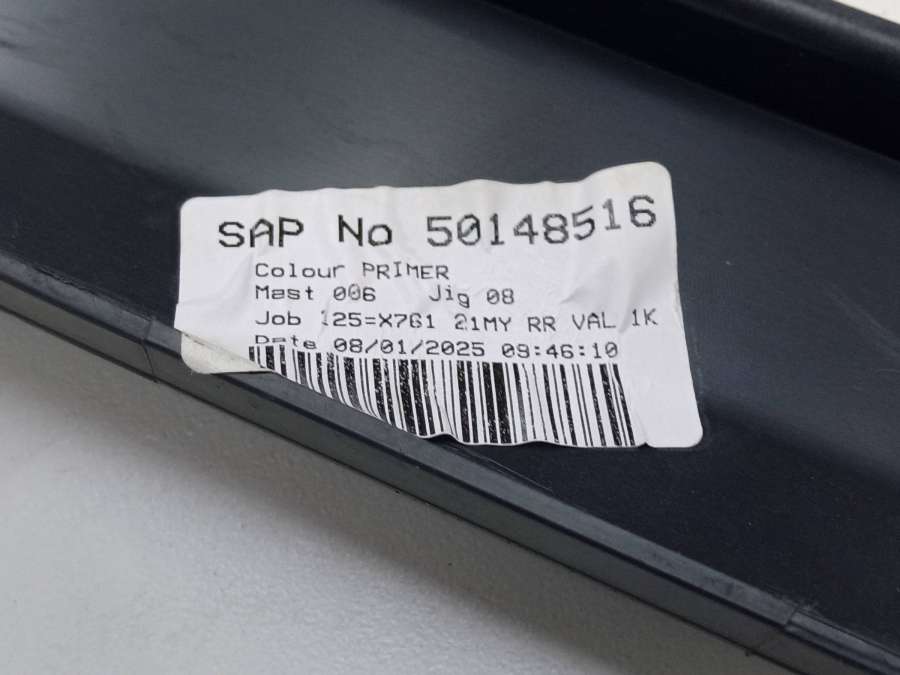 SAP No 50148516
Colour PRIMER
Mast 006 Jig 08
Job 125=X761 21MY RR VAL 1K
Date 08/01/2025 09:46:10